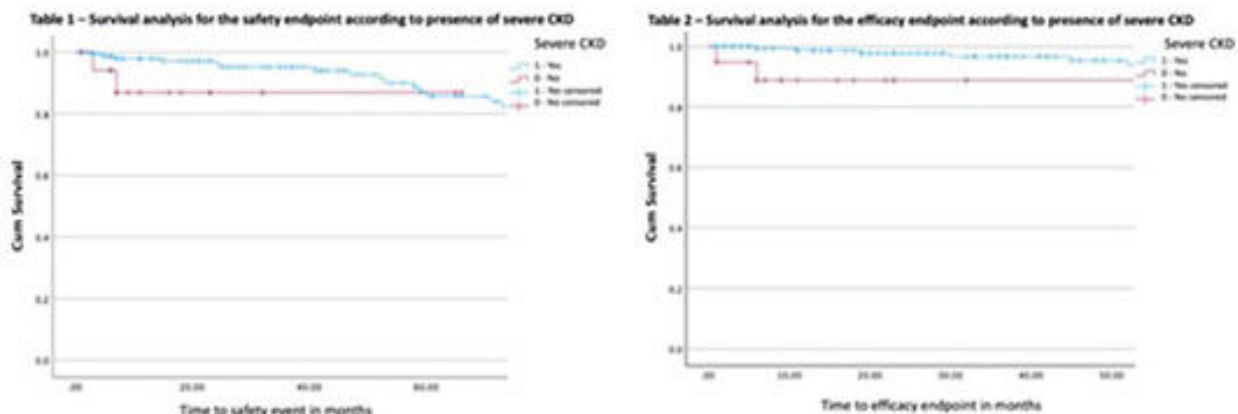 Table 1 – Survival analysis for the safety endpoint according to presence of severe CKD
Severe CKD
1 - Yes
0 - No
1 - Yes censored
0 - No censored
Cum Survival
1.0
0.8
0.6
0.4
0.2
0.0
.00 20.00 40.00 60.00
Time to safety event in months
Table 2 – Survival analysis for the efficacy endpoint according to presence of severe CKD
Severe CKD
1 - Yes
0 - No
1 - Yes censored
0 - No censored
Cum Survival
1.0
0.8
0.6
0.4
0.2
0.0
.00 10.00 20.00 30.00 40.00 50.00
Time to efficacy endpoint in months